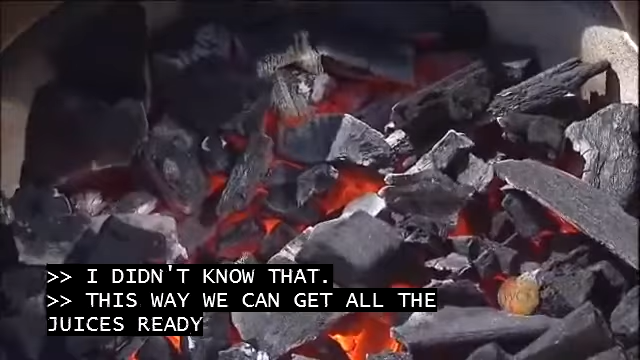 >> I DIDN'T KNOW THAT.
>> THIS WAY WE CAN GET ALL THE
JUICES READY